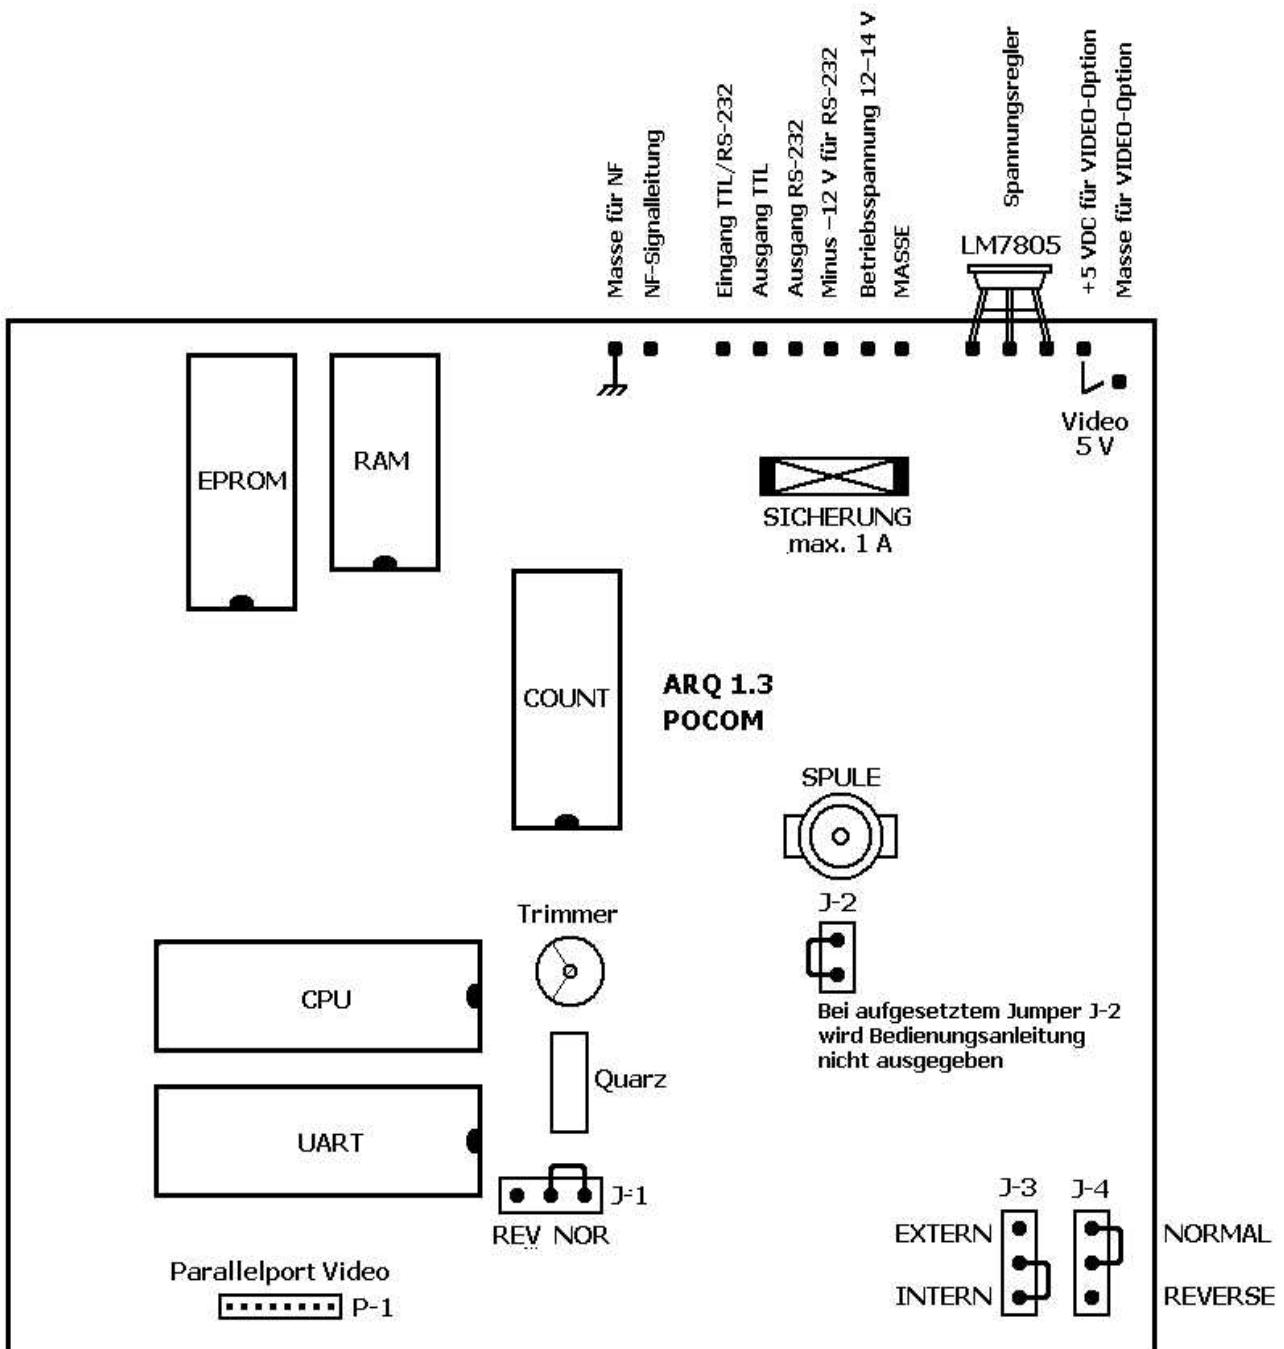 Masse für NF
NF-Signalleitung
Eingang TTL/RS-232
Ausgang TTL
Ausgang RS-232
Minus -12 V für RS-232
Betriebsspannung 12-14 V
MASSE
Spannungsregler
+5 VDC für VIDEO-Option
Masse für VIDEO-Option
LM7805
Video
5 V
EPROM
RAM
SICHERUNG
max. 1 A
COUNT
ARQ 1.3
POCOM
SPULE
J-2
Bei aufgesetztem Jumper J-2
wird Bedienungsanleitung
nicht ausgegeben
Trimmer
CPU
Quarz
UART
J-1
REV NOR
J-3
J-4
EXTERN
NORMAL
INTERN
REVERSE
Parallelport Video
P-1